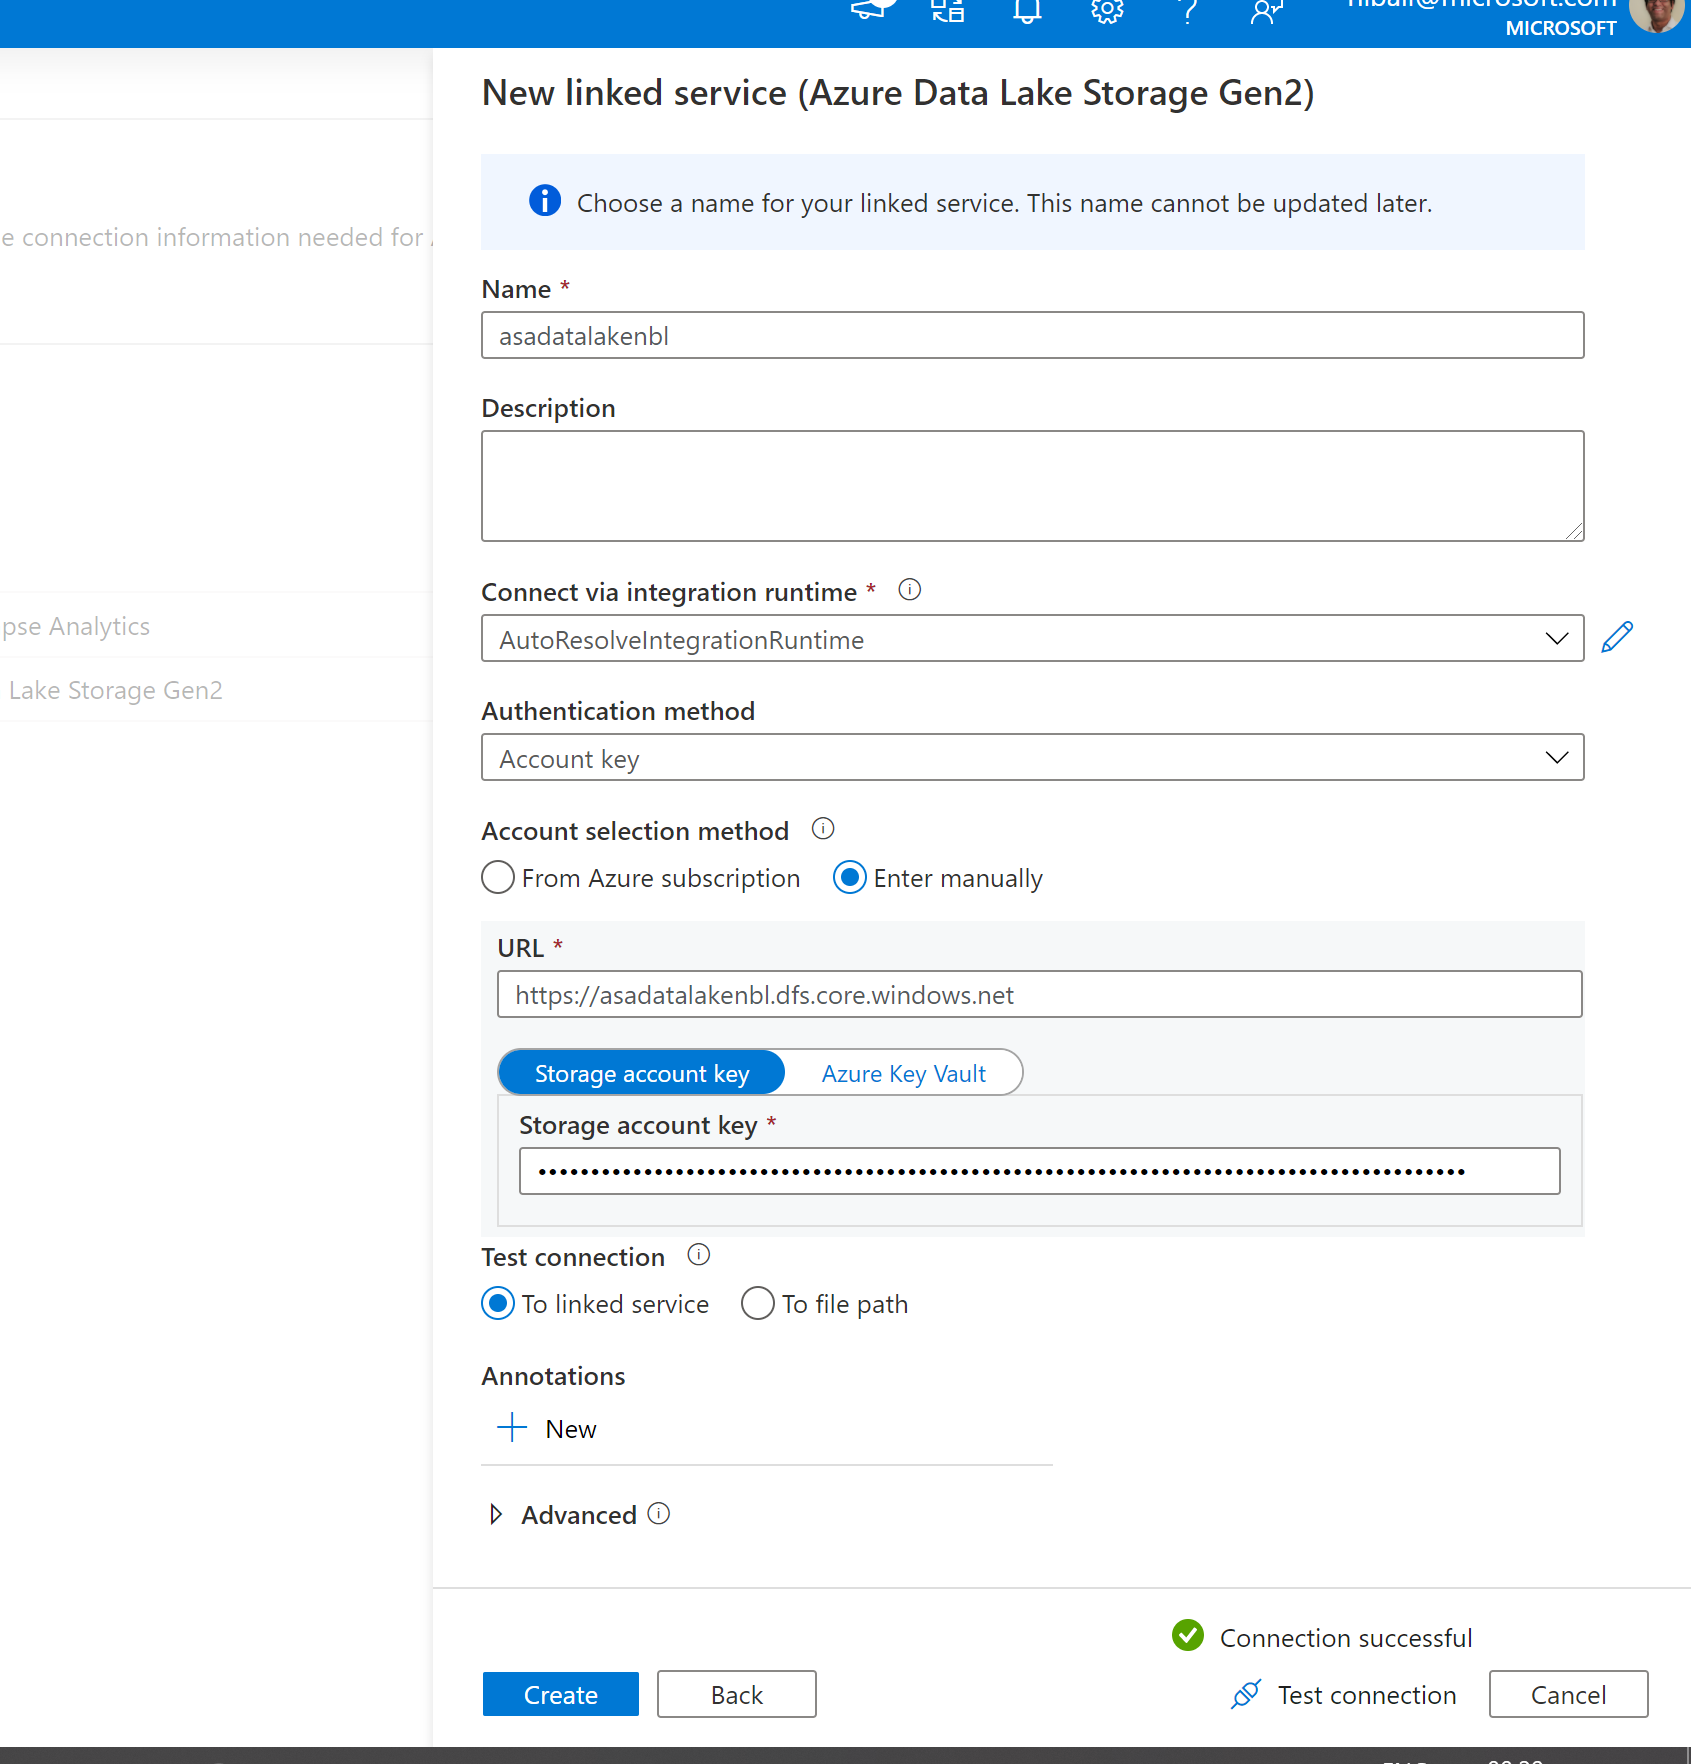 MICROSOFT
New linked service (Azure Data Lake Storage Gen2)
Choose a name for your linked service. This name cannot be updated later.
e connection information needed for
Name *
asadatalakenbl
Description
Connect via integration runtime *
AutoResolveIntegrationRuntime
pse Analytics
Lake Storage Gen2
Authentication method
Account key
Account selection method
From Azure subscription Enter manually
URL *
https://asadatalakenbl.dfs.core.windows.net
Storage account key Azure Key Vault
Storage account key *
Test connection
To linked service To file path
Annotations
New
Advanced
Connection successful
Create Back Test connection Cancel